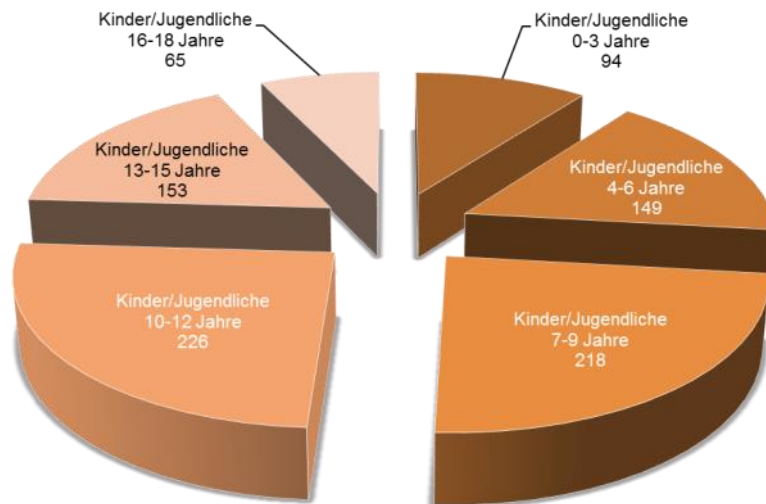 Kinder/Jugendliche
16-18 Jahre
65
Kinder/Jugendliche
0-3 Jahre
94
Kinder/Jugendliche
13-15 Jahre
153
Kinder/Jugendliche
4-6 Jahre
149
Kinder/Jugendliche
10-12 Jahre
226
Kinder/Jugendliche
7-9 Jahre
218